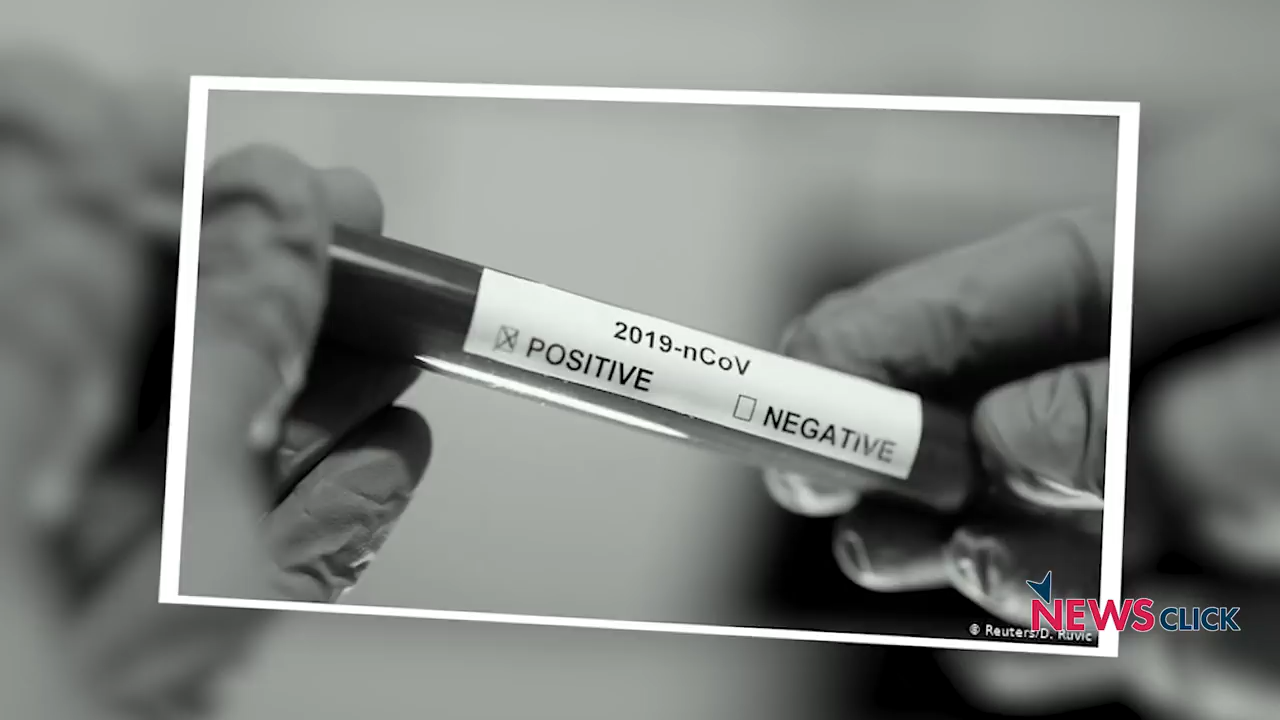 2019-nCoV
☒ POSITIVE
☐ NEGATIVE
© Reuters/D. Ruvic
NEWSCLICK